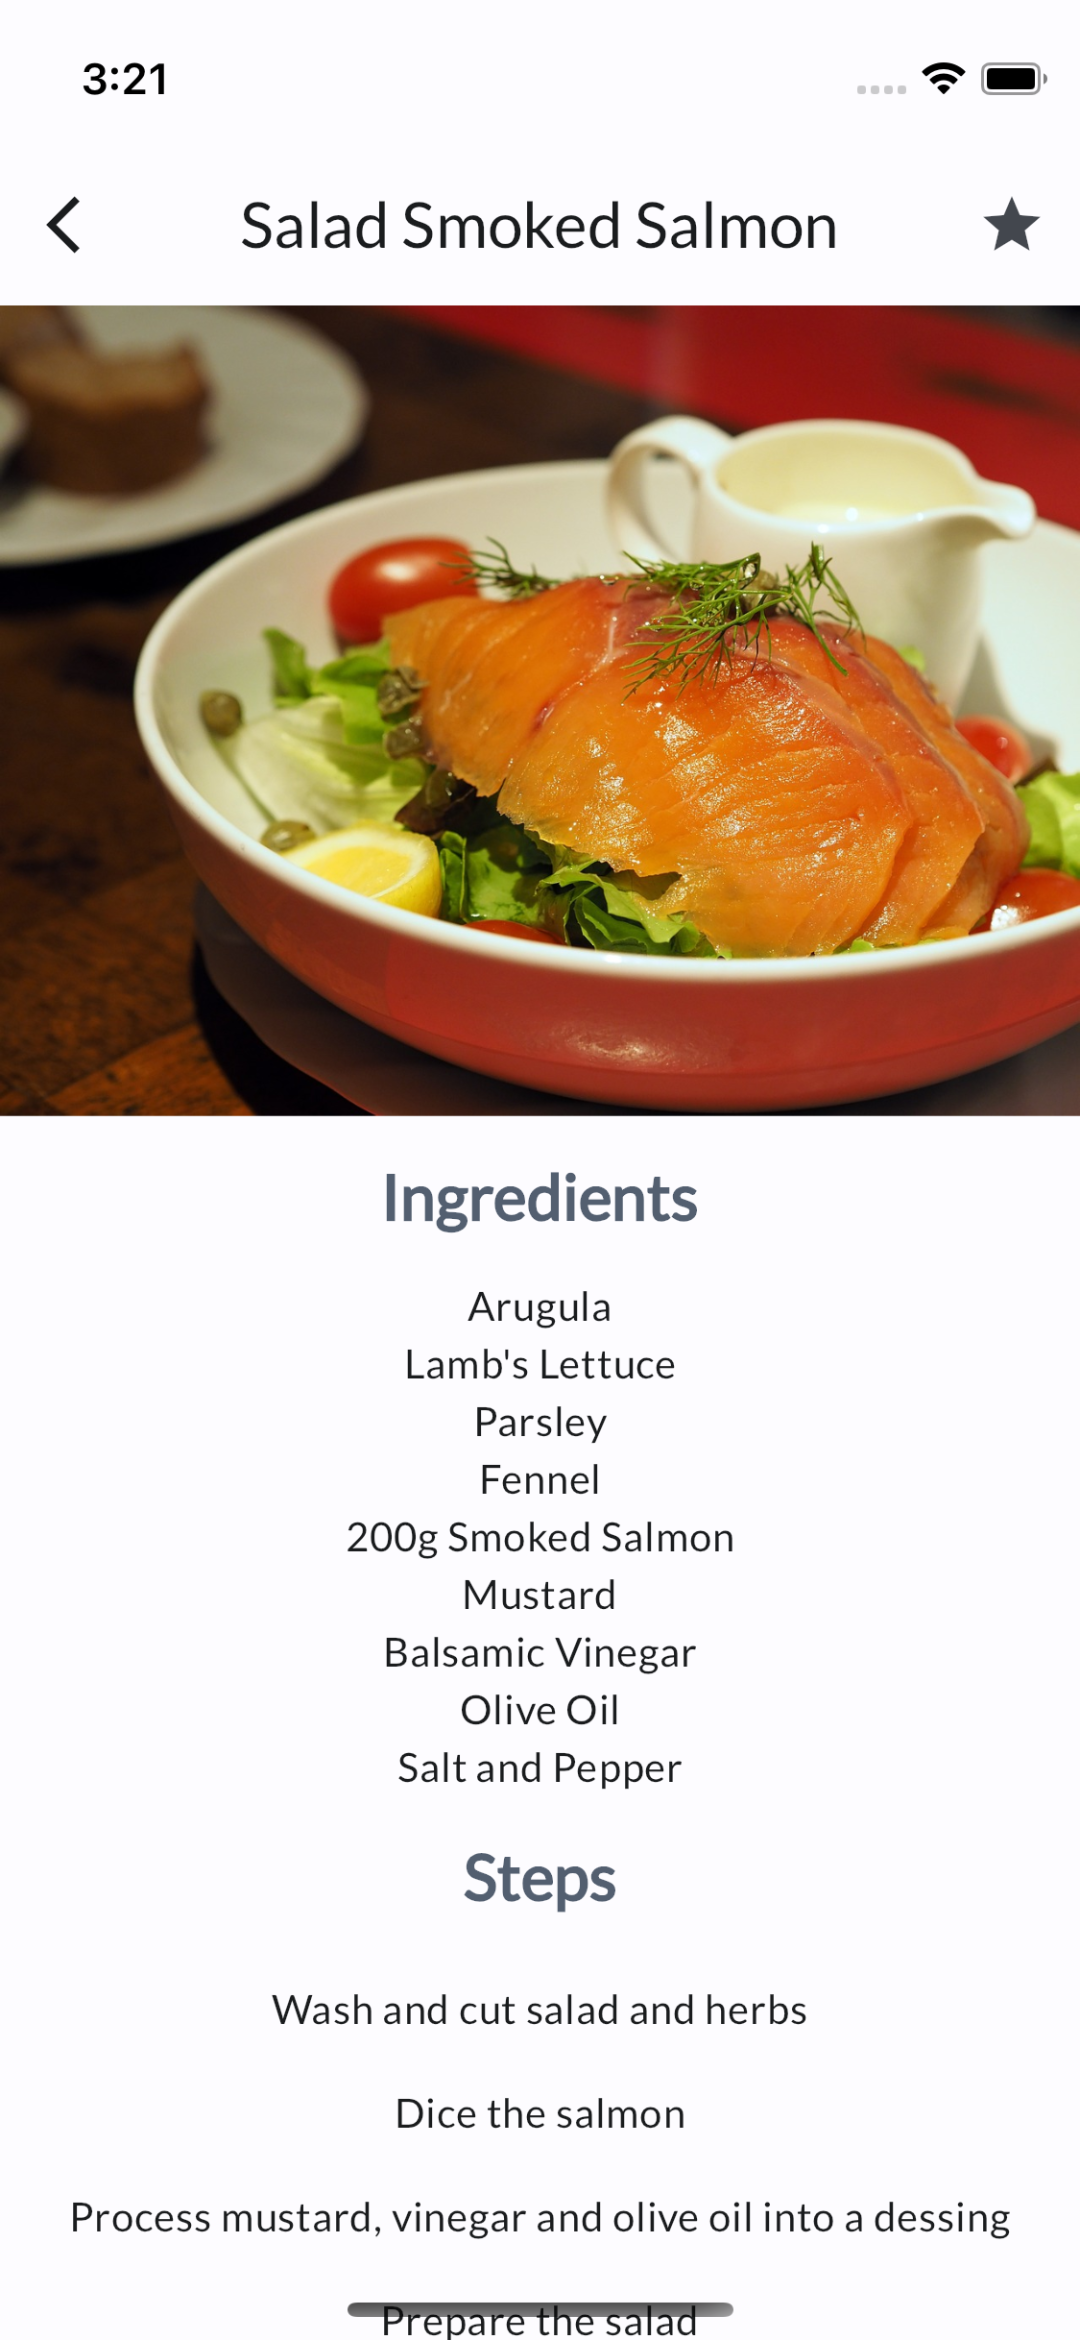 3:21
Salad Smoked Salmon
Ingredients
Arugula
Lamb's Lettuce
Parsley
Fennel
200g Smoked Salmon
Mustard
Balsamic Vinegar
Olive Oil
Salt and Pepper
Steps
Wash and cut salad and herbs
Dice the salmon
Process mustard, vinegar and olive oil into a dessing
Prepare the salad